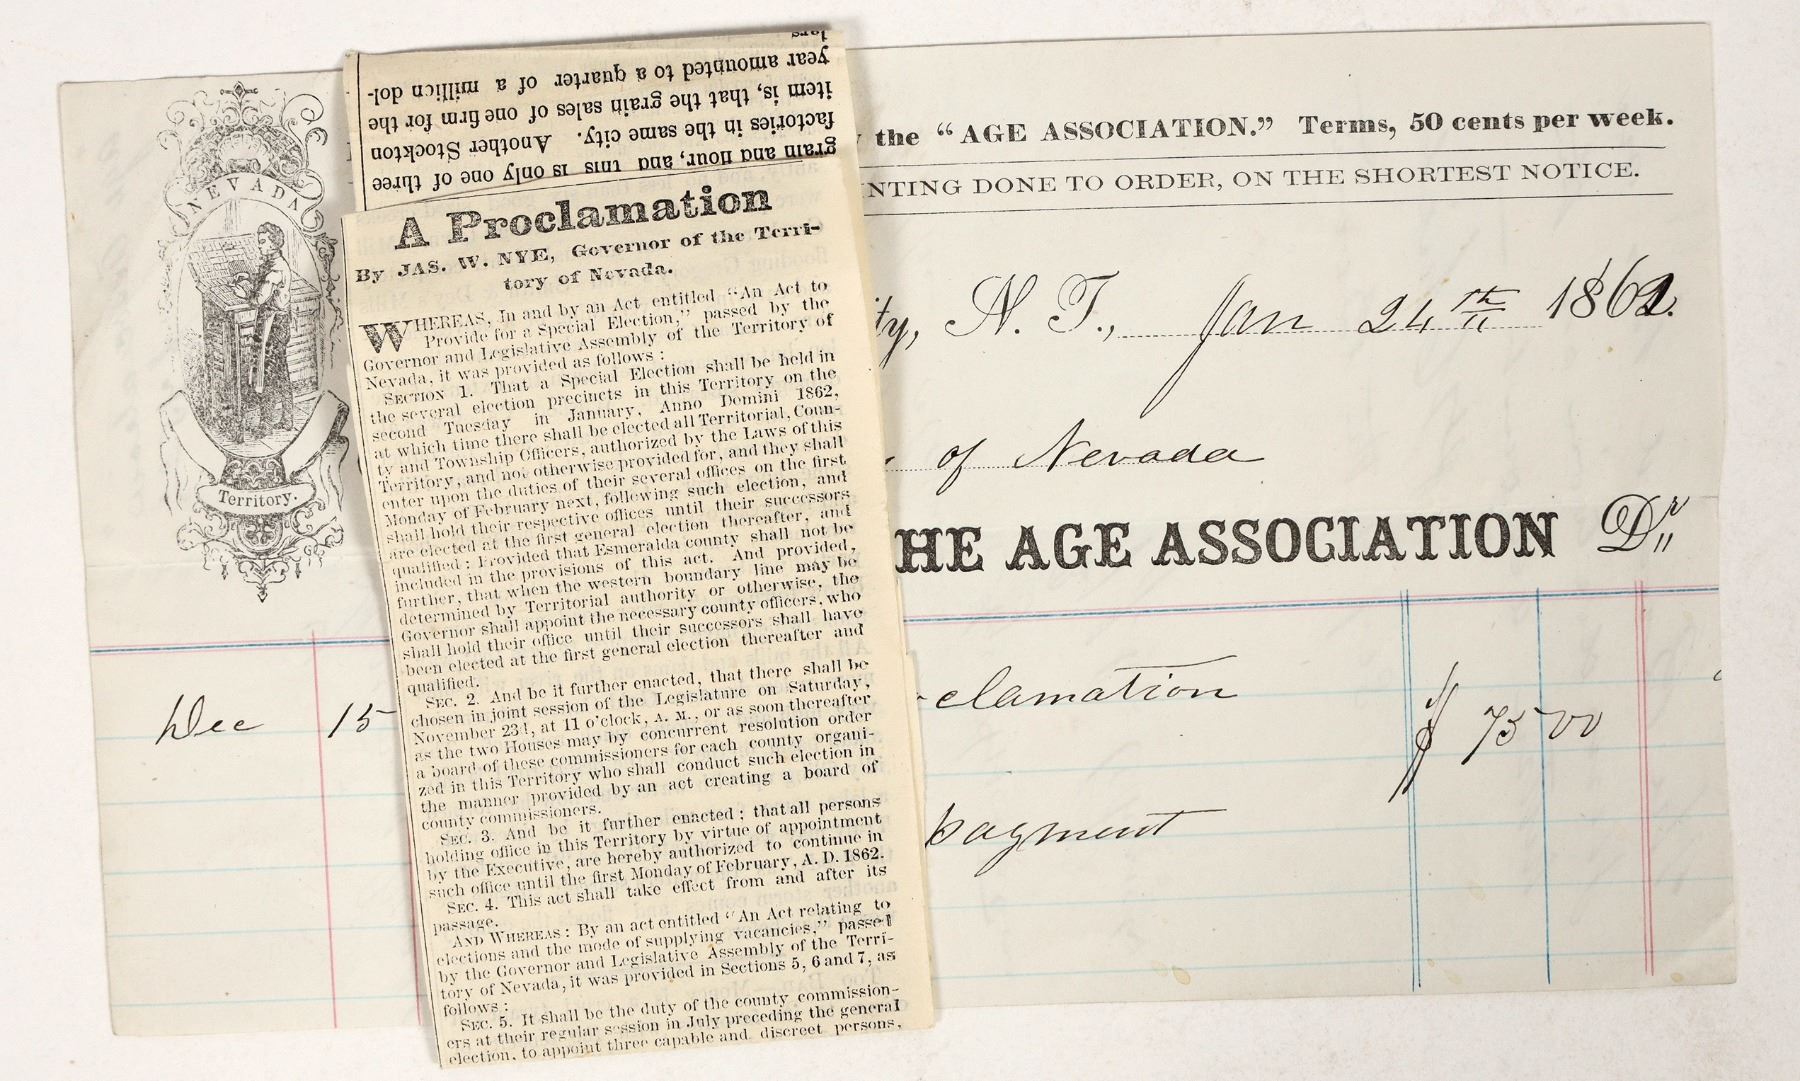 lars
year amounted to a quarter of a million dol-
item is, that the grain sales of one firm for the
factories in the same city. Another Stockton
grain and flour, and this is only one of three
A Proclamation
By JAS. W. NYE, Governor of the Terri-
tory of Nevada.
WHEREAS, In and by an Act entitled "An Act to
Provide for a Special Election," passed by the
Governor and Legislative Assembly of the Territory of
Nevada, it was provided as follows :
SECTION 1. That a Special Election shall be held in
the several election precincts in this Territory on the
second Tuesday in January, Anno Domini 1862,
at which time there shall be elected all Territorial, Coun-
ty and Township Officers, authorized by the Laws of this
Territory, and not otherwise provided for, and they shall
enter upon the duties of their several offices on the first
Monday of February next, following such election, and
shall hold their respective offices until their successors
are elected at the first general election thereafter, and
qualified : Provided that Esmeralda county shall not be
included in the provisions of this act. And provided,
further, that when the western boundary line may be
determined by Territorial authority or otherwise, the
Governor shall appoint the necessary county officers, who
shall hold their office until their successors shall have
been elected at the first general election thereafter and
qualified.
SEC. 2. And be it further enacted, that there shall be
chosen in joint session of the Legislature on Saturday,
November 23d, at 11 o'clock, A. M., or as soon thereafter
as the two Houses may by concurrent resolution order
a board of these commissioners for each county organi-
zed in this Territory who shall conduct such election in
the manner provided by an act creating a board of
county commissioners.
SEC. 3. And be it further enacted ; that all persons
holding office in this Territory by virtue of appointment
by the Executive, are hereby authorized to continue in
such office until the first Monday of February, A. D. 1862.
SEC. 4. This act shall take effect from and after its
passage.
AND WHEREAS : By an act entitled "An Act relating to
elections and the mode of supplying vacancies," passed
by the Governor and Legislative Assembly of the Terri-
tory of Nevada, it was provided in Sections 5, 6 and 7, as
follows :
SEC. 5. It shall be the duty of the county commission-
ers at their regular session in July preceding the general
election, to appoint three capable and discreet persons,
NEVADA
Territory.
the "AGE ASSOCIATION." Terms, 50 cents per week.
NTING DONE TO ORDER, ON THE SHORTEST NOTICE.
ty, N. T., Jan 24th 1862.
of Nevada
HE AGE ASSOCIATION Dr
Dec 15 clamation $ 75 00
payment